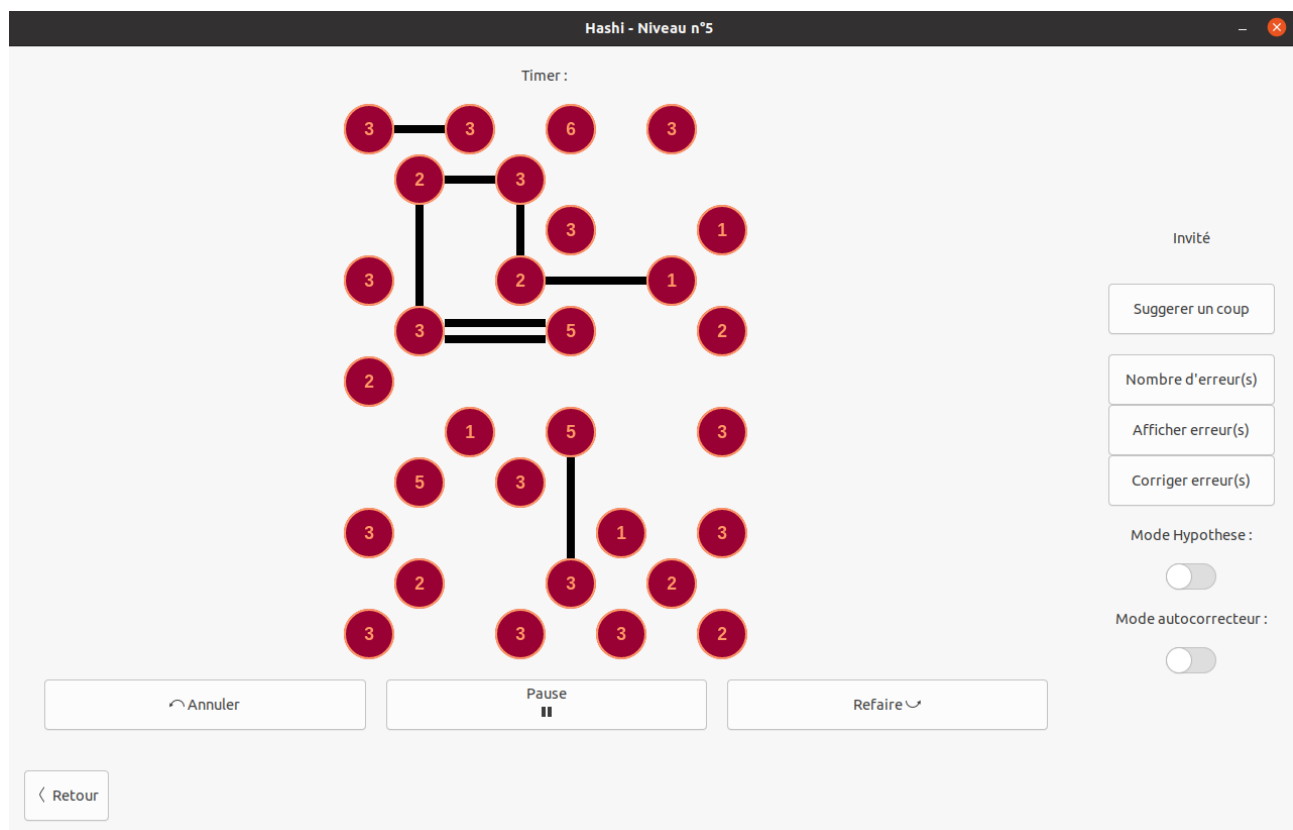 Hashi - Niveau n°5
Timer :
3 3 6 3
2 3
3 1
Invité
3 2 1
Suggerer un coup
3 5 2
2
Nombre d'erreur(s)
1 5 3
Afficher erreur(s)
5 3
Corriger erreur(s)
3 1 3
Mode Hypothese :
2 3 2
Mode autocorrecteur :
3 3 3 2
Annuler
Pause
Refaire
Retour